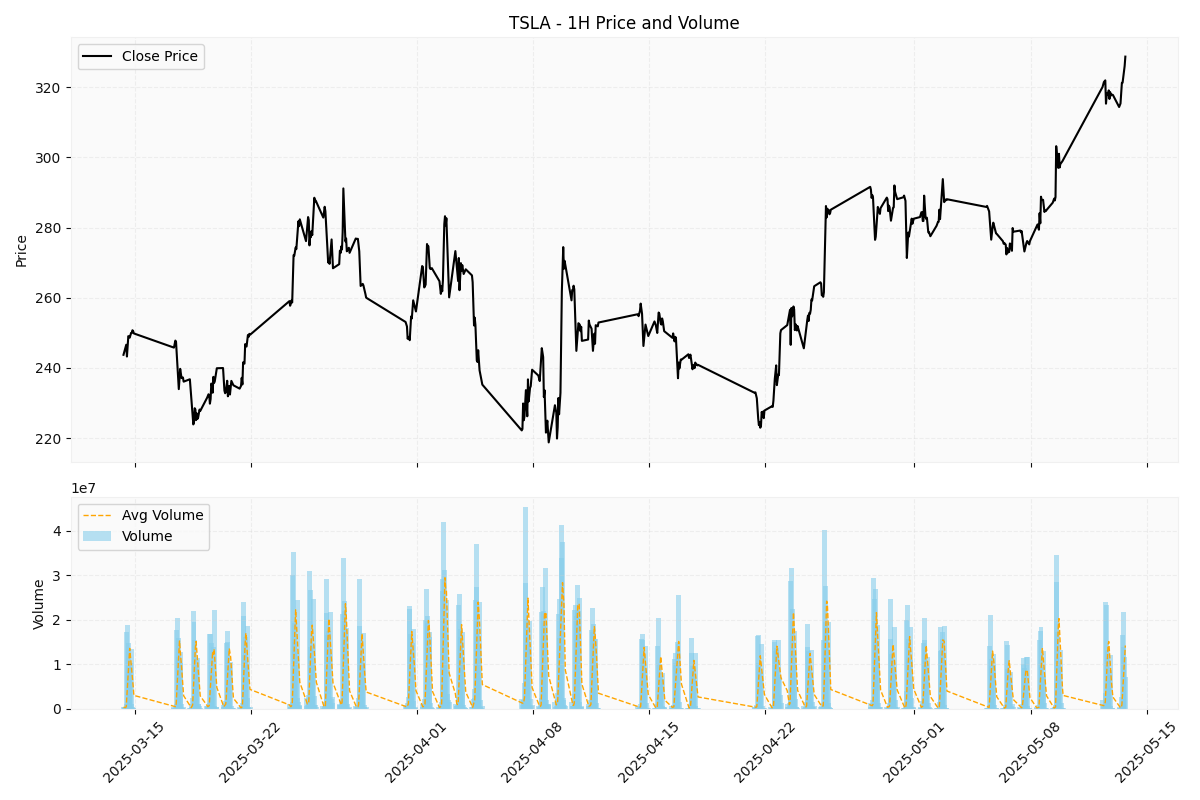 TSLA - 1H Price and Volume
Close Price
320
300
280
260
240
220
Price
1e7
Avg Volume
Volume
4
3
2
1
0
Volume
2025-03-15
2025-03-22
2025-04-01
2025-04-08
2025-04-15
2025-04-22
2025-05-01
2025-05-08
2025-05-15